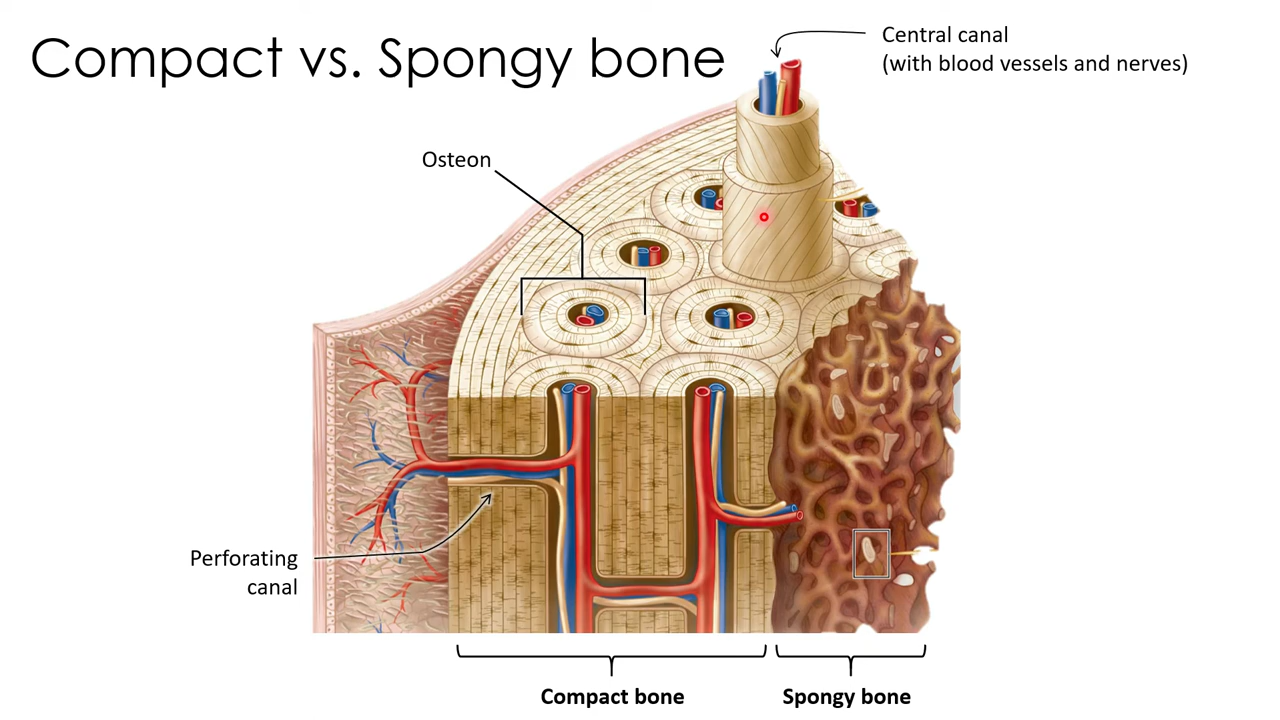 Compact vs. Spongy bone
Central canal
(with blood vessels and nerves)
Osteon
Perforating
canal
Compact bone
Spongy bone